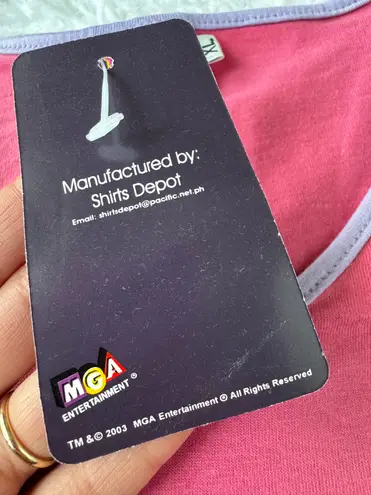 XL
Manufactured by:
Shirts Depot
Email: shirtsdepot@pacific.net.ph
MGA
ENTERTAINMENT®
TM & © 2003 MGA Entertainment ® All Rights Reserved